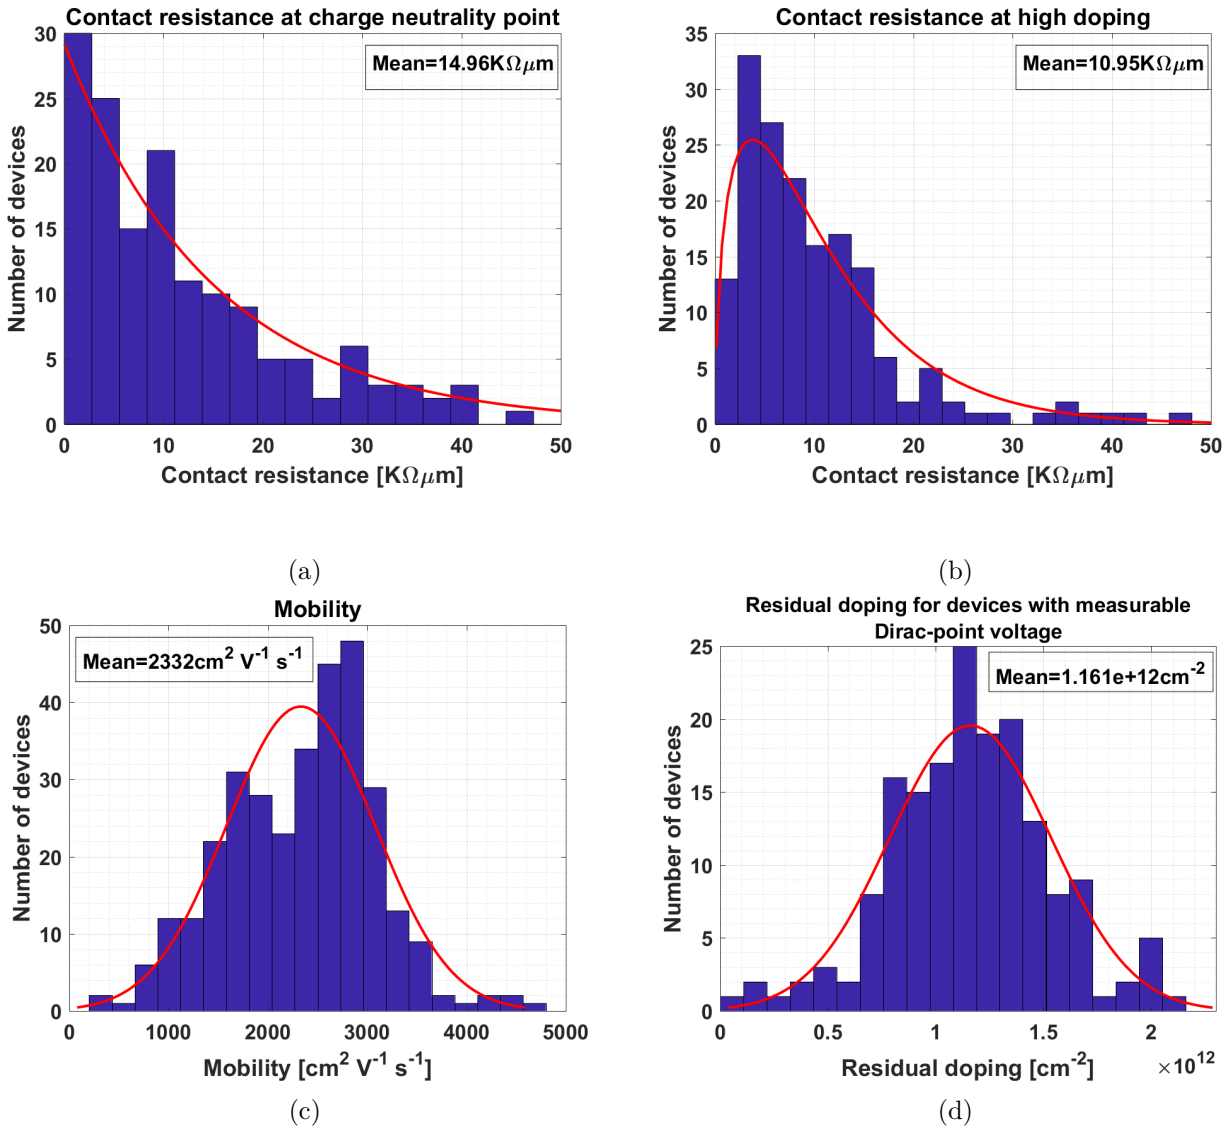 Contact resistance at charge neutrality point
30
25
20
15
10
5
0
Number of devices
Mean=14.96KΩμm
0 10 20 30 40 50
Contact resistance [KΩμm]
(a)
Contact resistance at high doping
35
30
25
20
15
10
5
0
Number of devices
Mean=10.95KΩμm
0 10 20 30 40 50
Contact resistance [KΩμm]
(b)
Mobility
50
40
30
20
10
0
Number of devices
Mean=2332cm² V⁻¹ s⁻¹
0 1000 2000 3000 4000 5000
Mobility [cm² V⁻¹ s⁻¹]
(c)
Residual doping for devices with measurable
Dirac-point voltage
25
20
15
10
5
0
Number of devices
Mean=1.161e+12cm⁻²
0 0.5 1 1.5 2
Residual doping [cm⁻²] ×10¹²
(d)